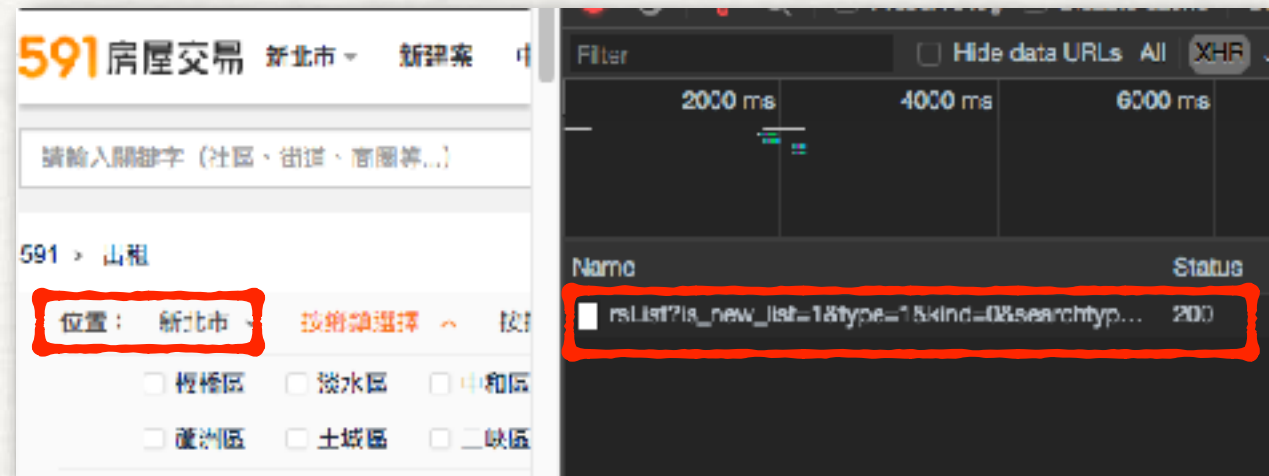 591房屋交易 新北市 新建案
請輸入關鍵字（社區、街道、商圈等...）
591 > 出租
位置： 新北市 按鄉鎮選擇
板橋區 淡水區 中和區
蘆洲區 土城區 三峽區
Filter Hide data URLs All XHR
2000 ms 4000 ms 6000 ms
Name Status
rsList?is_new_list=1&type=1&kind=0&searchtyp... 200